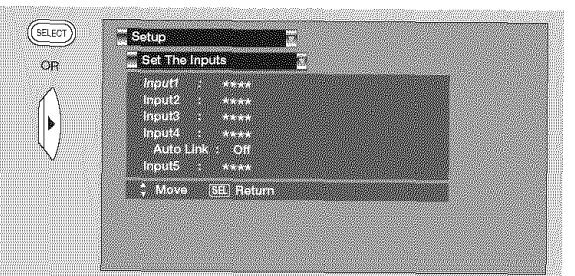 SELECT
OR
Setup
Set The Inputs
Input1 : ****
Input2 : ****
Input3 : ****
Input4 : ****
Auto Link : Off
Input5 : ****
Move SEL Return